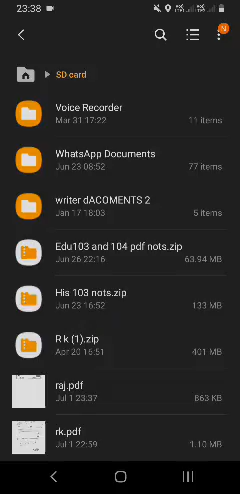 23:38
N
SD card
Voice Recorder
Mar 31 17:22
11 items
WhatsApp Documents
Jun 23 08:52
77 items
writer dACOMENTS 2
Jan 17 18:03
5 items
Edu103 and 104 pdf nots.zip
Jun 26 22:16
63.94 MB
His 103 nots.zip
Jun 23 16:52
133 MB
R k (1).zip
Apr 20 16:51
401 MB
raj.pdf
Jul 1 23:37
863 KB
rk.pdf
Jul 1 22:59
1.10 MB